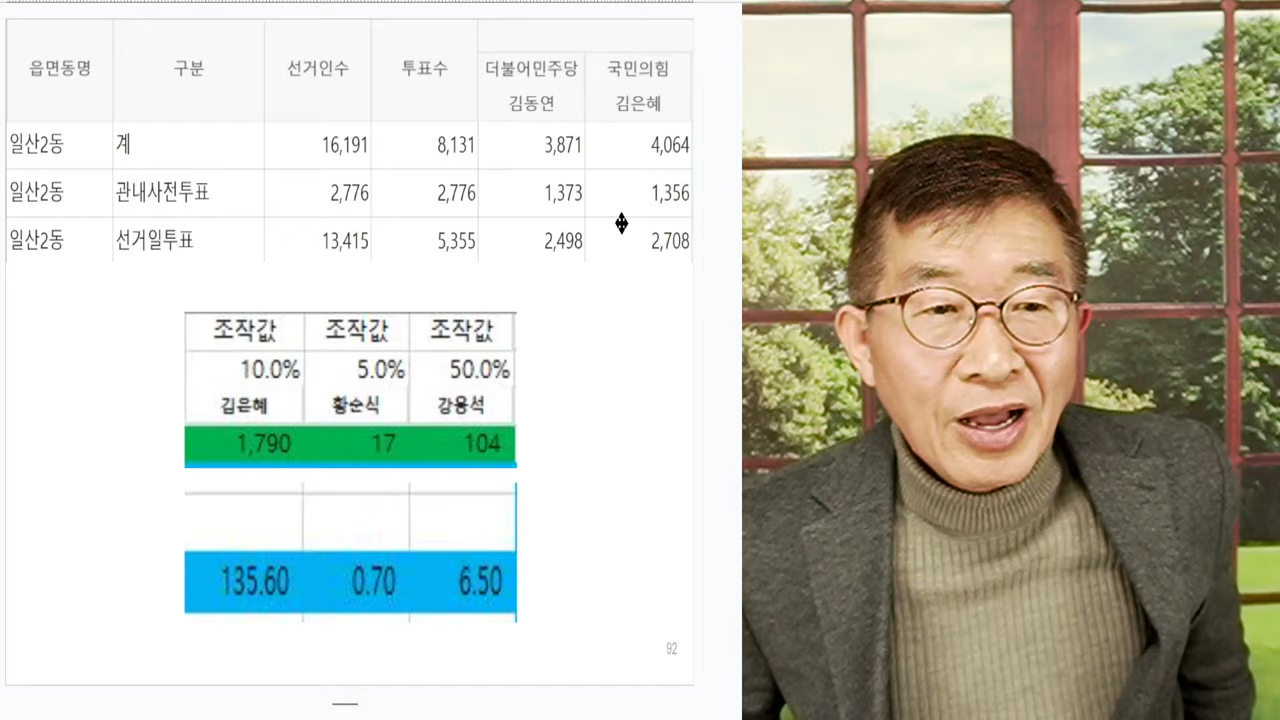 읍면동명 구분 선거인수 투표수 더불어민주당 국민의힘
김동연 김은혜
일산2동 계 16,191 8,131 3,871 4,064
일산2동 관내사전투표 2,776 2,776 1,373 1,356
일산2동 선거일투표 13,415 5,355 2,498 2,708
조작값 조작값 조작값
10.0% 5.0% 50.0%
김은혜 황순식 강용석
1,790 17 104
135.60 0.70 6.50
92